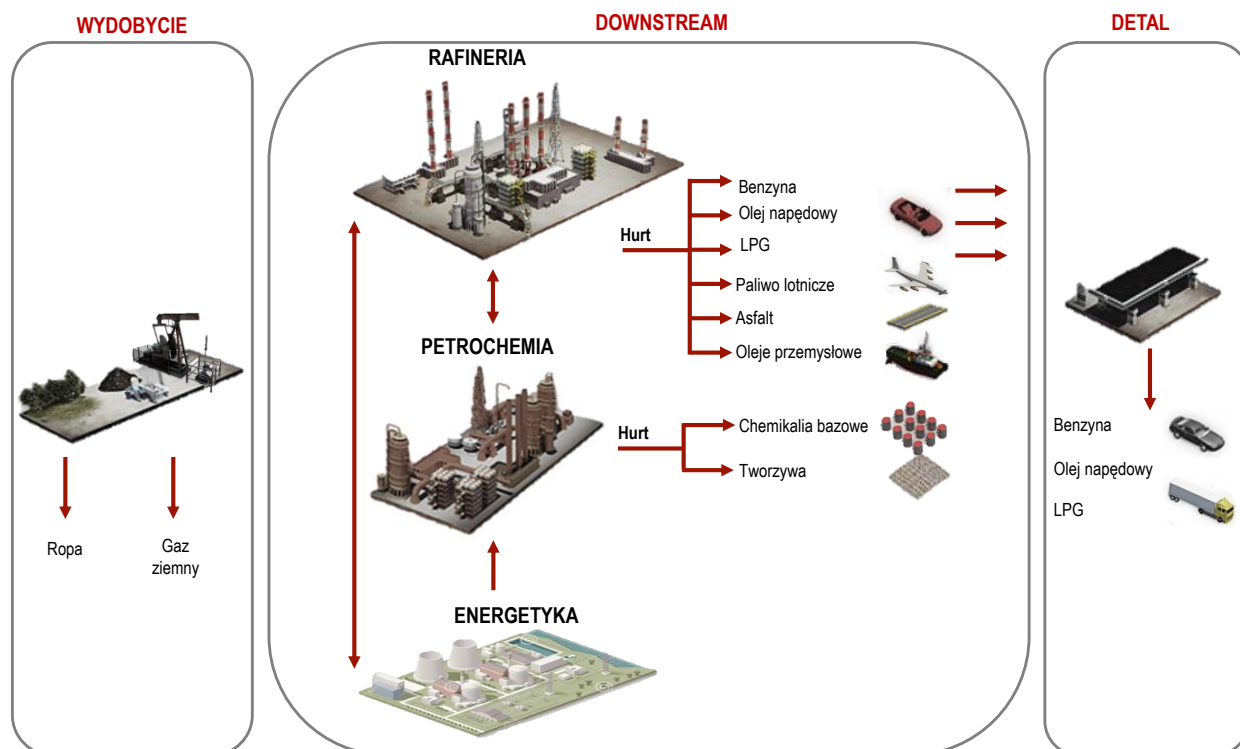 WYDOBYCIE
Ropa
Gaz
ziemny
DOWNSTREAM
RAFINERIA
Hurt
Benzyna
Olej napędowy
LPG
Paliwo lotnicze
Asfalt
Oleje przemysłowe
PETROCHEMIA
Hurt
Chemikalia bazowe
Tworzywa
ENERGETYKA
DETAL
Benzyna
Olej napędowy
LPG